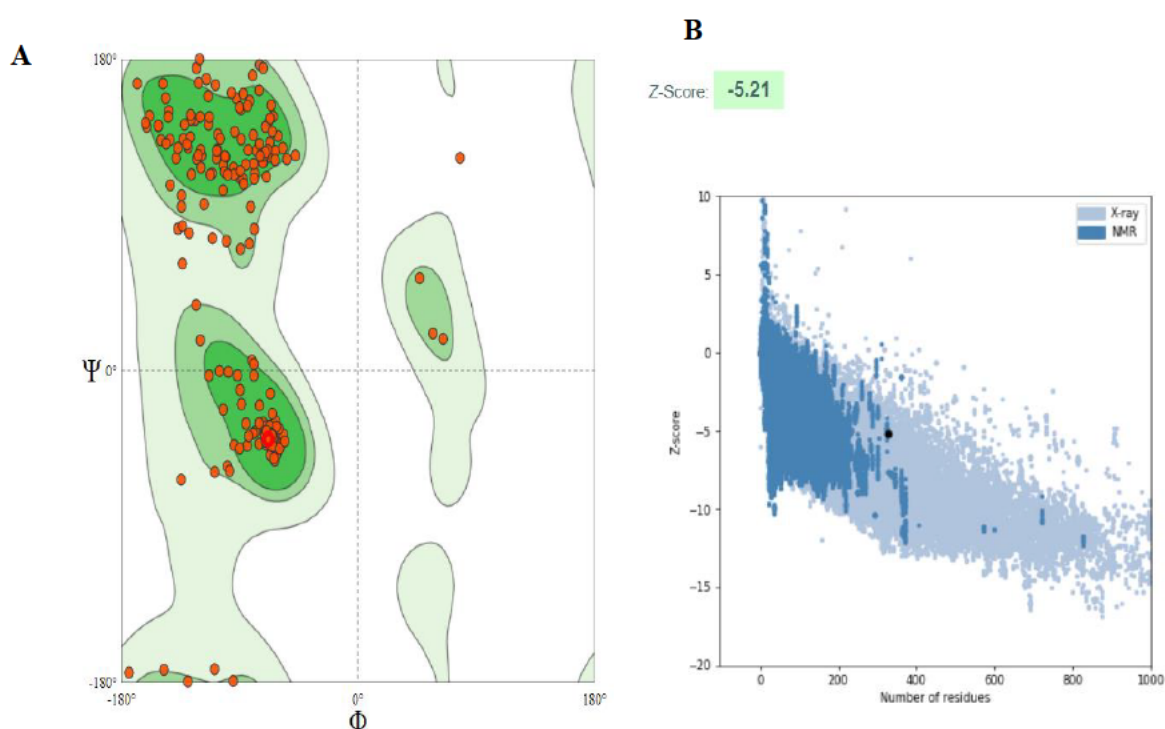 A
180°
Ψ
0°
-180°
-180°
0°
180°
Φ
B
Z-Score: -5.21
10
5
0
−5
−10
−15
−20
Z-score
X-ray
NMR
0
200
400
600
800
1000
Number of residues